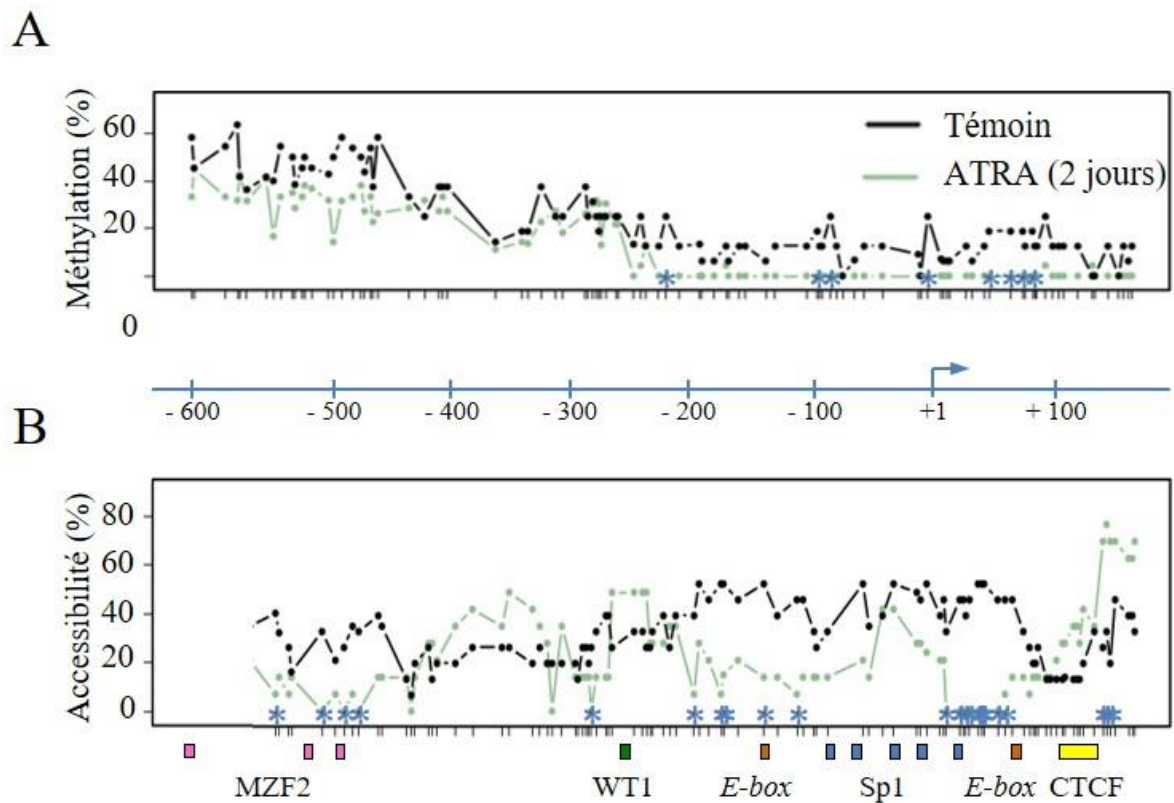 A
Méthylation (%)
60
40
20
0
Témoin
ATRA (2 jours)
- 600
- 500
- 400
- 300
- 200
- 100
+1
+ 100
B
Accessibilité (%)
80
60
40
20
0
MZF2
WT1
E-box
Sp1
E-box
CTCF